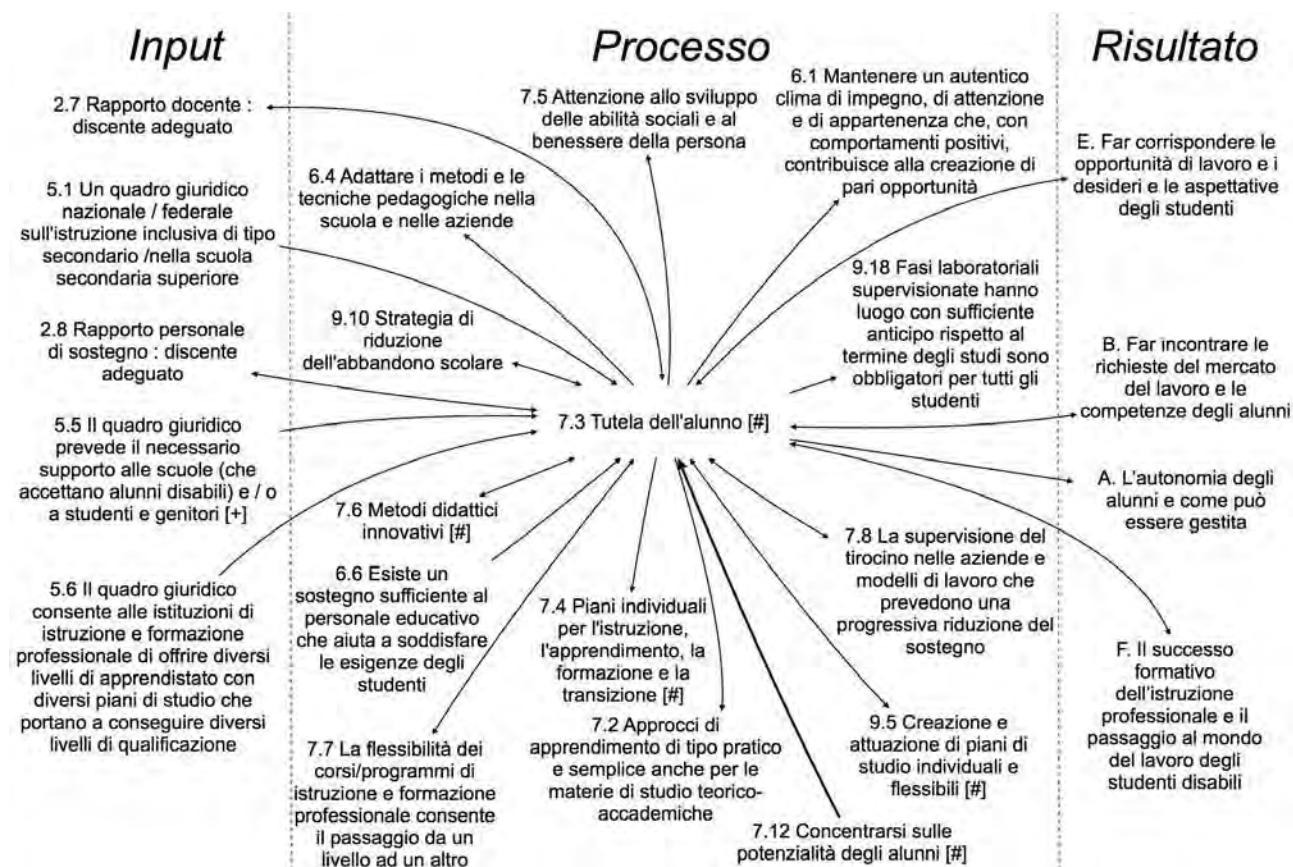 Input
Processo
Risultato
2.7 Rapporto docente :
discente adeguato
5.1 Un quadro giuridico
nazionale / federale
sull'istruzione inclusiva di tipo
secondario /nella scuola
secondaria superiore
2.8 Rapporto personale
di sostegno : discente
adeguato
5.5 Il quadro giuridico
prevede il necessario
supporto alle scuole (che
accettano alunni disabili) e / o
a studenti e genitori [+]
5.6 Il quadro giuridico
consente alle istituzioni di
istruzione e formazione
professionale di offrire diversi
livelli di apprendistato con
diversi piani di studio che
portano a conseguire diversi
livelli di qualificazione
7.5 Attenzione allo sviluppo
delle abilità sociali e al
benessere della persona
6.1 Mantenere un autentico
clima di impegno, di attenzione
e di appartenenza che, con
comportamenti positivi,
contribuisce alla creazione di
pari opportunità
6.4 Adattare i metodi e le
tecniche pedagogiche nella
scuola e nelle aziende
9.10 Strategia di
riduzione
dell'abbandono scolare
9.18 Fasi laboratoriali
supervisionate hanno
luogo con sufficiente
anticipo rispetto al
termine degli studi sono
obbligatori per tutti gli
studenti
7.3 Tutela dell'alunno [#]
7.6 Metodi didattici
innovativi [#]
6.6 Esiste un
sostegno sufficiente al
personale educativo
che aiuta a soddisfare
le esigenze degli
studenti
7.7 La flessibilità dei
corsi/programmi di
istruzione e formazione
professionale consente
il passaggio da un
livello ad un altro
7.4 Piani individuali
per l'istruzione,
l'apprendimento, la
formazione e la
transizione [#]
7.2 Approcci di
apprendimento di tipo pratico
e semplice anche per le
materie di studio teorico-
accademiche
7.8 La supervisione del
tirocino nelle aziende e
modelli di lavoro che
prevedono una
progressiva riduzione del
sostegno
9.5 Creazione e
attuazione di piani di
studio individuali e
flessibili [#]
7.12 Concentrarsi sulle
potenzialità degli alunni [#]
E. Far corrispondere le
opportunità di lavoro e i
desideri e le aspettative
degli studenti
B. Far incontrare le
richieste del mercato
del lavoro e le
competenze degli alunni
A. L'autonomia degli
alunni e come può
essere gestita
F. Il successo
formativo
dell'istruzione
professionale e il
passaggio al mondo
del lavoro degli
studenti disabili